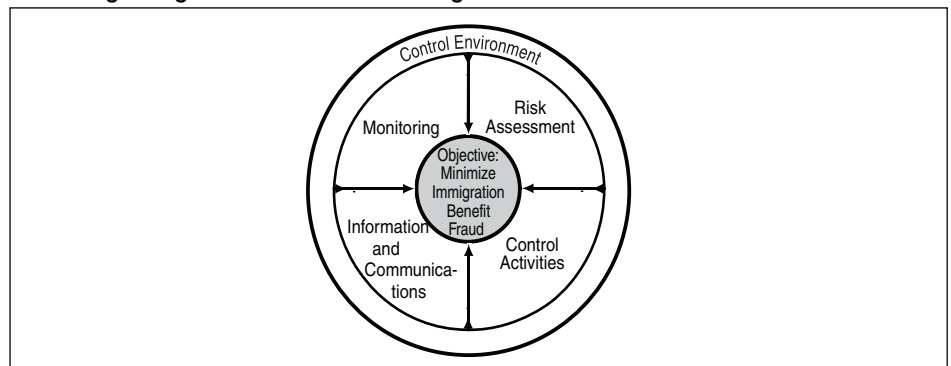 Control Environment
Monitoring
Risk
Assessment
Objective:
Minimize
Immigration
Benefit
Fraud
Information
and
Communica-
tions
Control
Activities